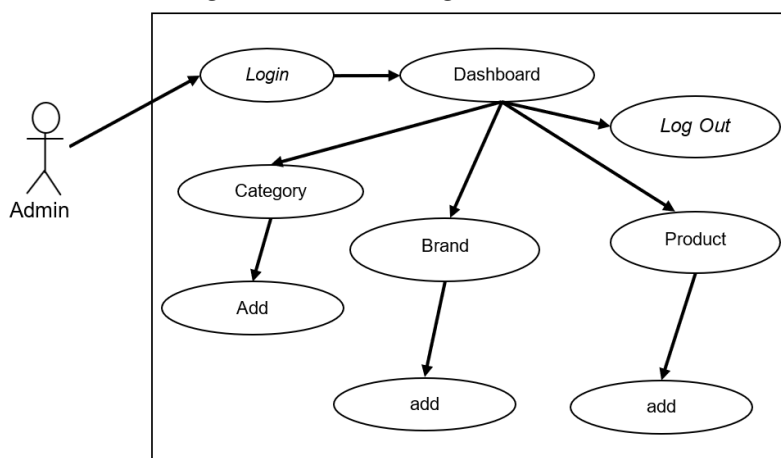 Login
Dashboard
Log Out
Category
Admin
Brand
Product
Add
add
add